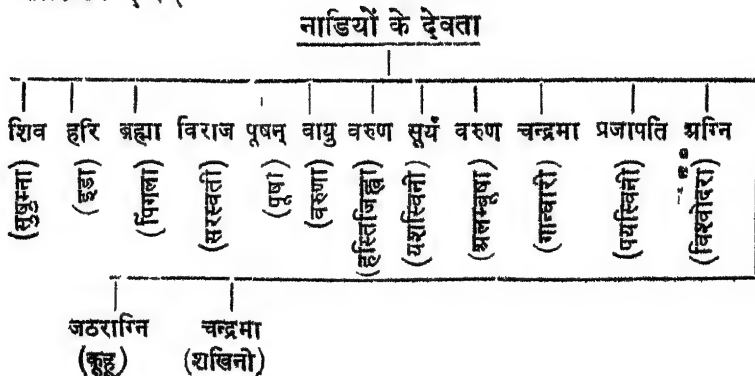 नाडियों के देवता
शिव हरि ब्रह्मा विराज पूषन् वायु वरुण सूर्य वरुण चन्द्रमा प्रजापति अग्नि
(सुषुम्ना) (इडा) (पिंगला) (सरस्वती) (पूषा) (वरुणा) (हस्तिजिह्वा) (यशस्विनी) (अलम्बूषा) (गान्धारी) (पयस्विनी) (विश्वोदरा)
जठराग्नि चन्द्रमा
(कूहू) (शखिनी)